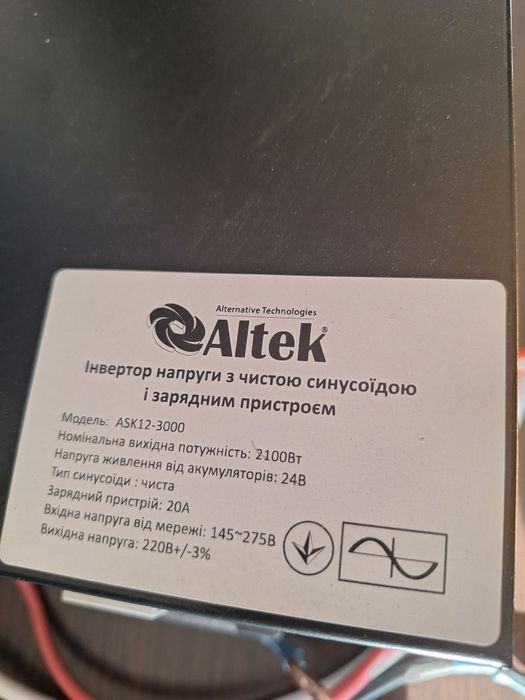 Alternative Technologies
Altek®
Інвертор напруги з чистою синусоїдою
і зарядним пристроєм
Модель: ASK12-3000
Номінальна вихідна потужність: 2100Вт
Напруга живлення від акумуляторів: 24В
Тип синусоїди : чиста
Зарядний пристрій: 20А
Вхідна напруга від мережі: 145~275В
Вихідна напруга: 220В+/-3%